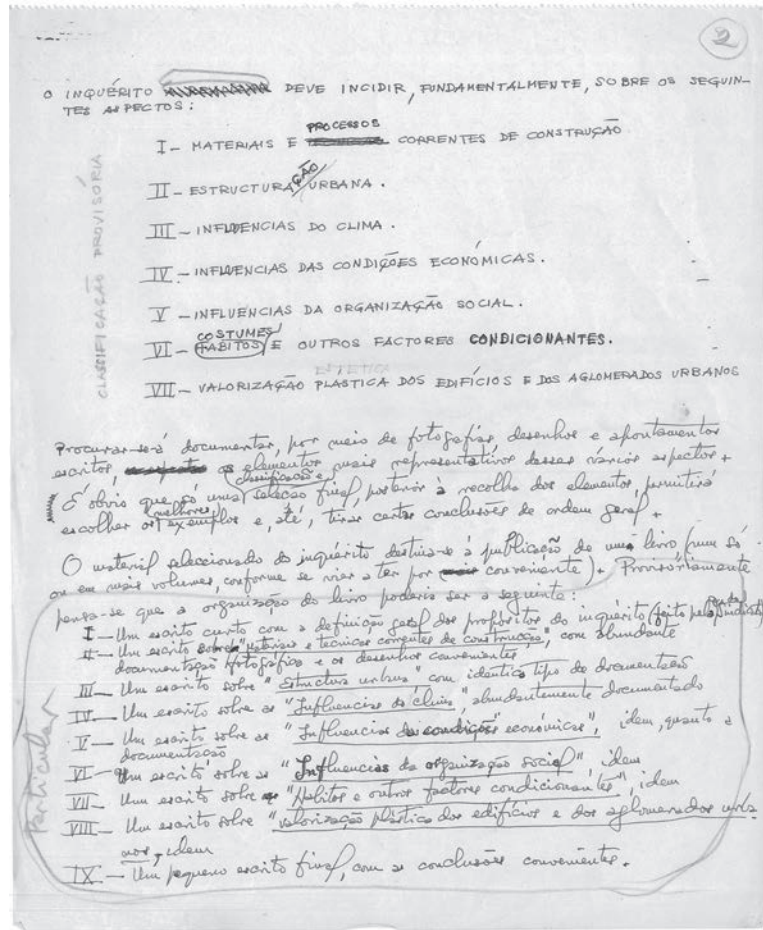 2
O INQUÉRITO DEVE INCIDIR, FUNDAMENTALMENTE, SOBRE OS SEGUIN-
TES ASPECTOS:
PROCESSOS
I - MATERIAIS E CORRENTES DE CONSTRUÇÃO
ÇÃO
II - ESTRUCTURA URBANA.
III - INFLUENCIAS DO CLIMA.
IV - INFLUENCIAS DAS CONDIÇÕES ECONÓMICAS.
V - INFLUENCIAS DA ORGANIZAÇÃO SOCIAL.
COSTUMES
VI - HABITOS E OUTROS FACTORES CONDICIONANTES.
ESTETICA
VII - VALORIZAÇÃO PLASTICA DOS EDIFÍCIOS E DOS AGLOMERADOS URBANOS
CLASSIFICAÇÃO PROVISÓRIA
Procurar-se-á documentar, por meio de fotografias, desenhos e apontamentos
escritos, os elementos mais representativos desses vários aspectos.
classificação e
É obvio que só uma selecção final, posterior à recolha dos elementos, permitirá
melhores
escolher os exemplos e, até, tirar certas conclusões de ordem geral.
O material seleccionado do inquérito destina-se à publicação de um livro (num só
ou em mais volumes, conforme se vier a ter por conveniente). Provisóriamente
pensa-se que a organização do livro poderia ser a seguinte:
I - Um escrito curto com a definição geral dos propósitos do inquérito (feito pelo Sindicato)
II - Um escrito sobre "materiais e técnicas correntes de construção", com abundante
documentação fotográfica e os desenhos convenientes
III - Um escrito sobre "Estructura urbana" com identico tipo de documentação
IV - Um escrito sobre as "Influencias do clima" abundantemente documentado
V - Um escrito sobre as "Influencias das condições económicas", idem, quanto a
documentação
VI - Um escrito sobre as "Influencias da organização social", idem
VII - Um escrito sobre "Habitos e outros factores condicionantes", idem
VIII - Um escrito sobre "valorização plástica dos edifícios e dos aglomerados urba-
nos", idem
IX - Um pequeno escrito final, com as conclusões convenientes.
Particular